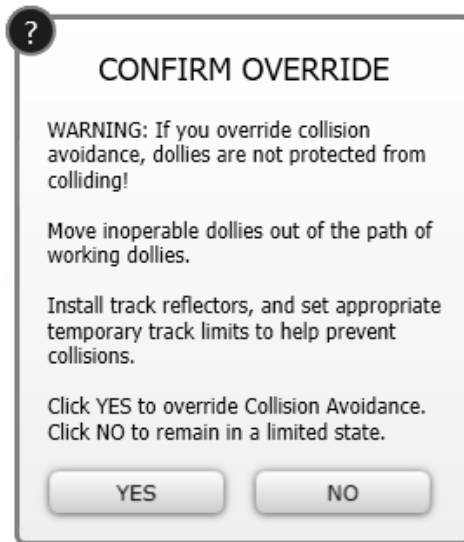 ?
CONFIRM OVERRIDE
WARNING: If you override collision
avoidance, dollies are not protected from
colliding!
Move inoperable dollies out of the path of
working dollies.
Install track reflectors, and set appropriate
temporary track limits to help prevent
collisions.
Click YES to override Collision Avoidance.
Click NO to remain in a limited state.
YES NO